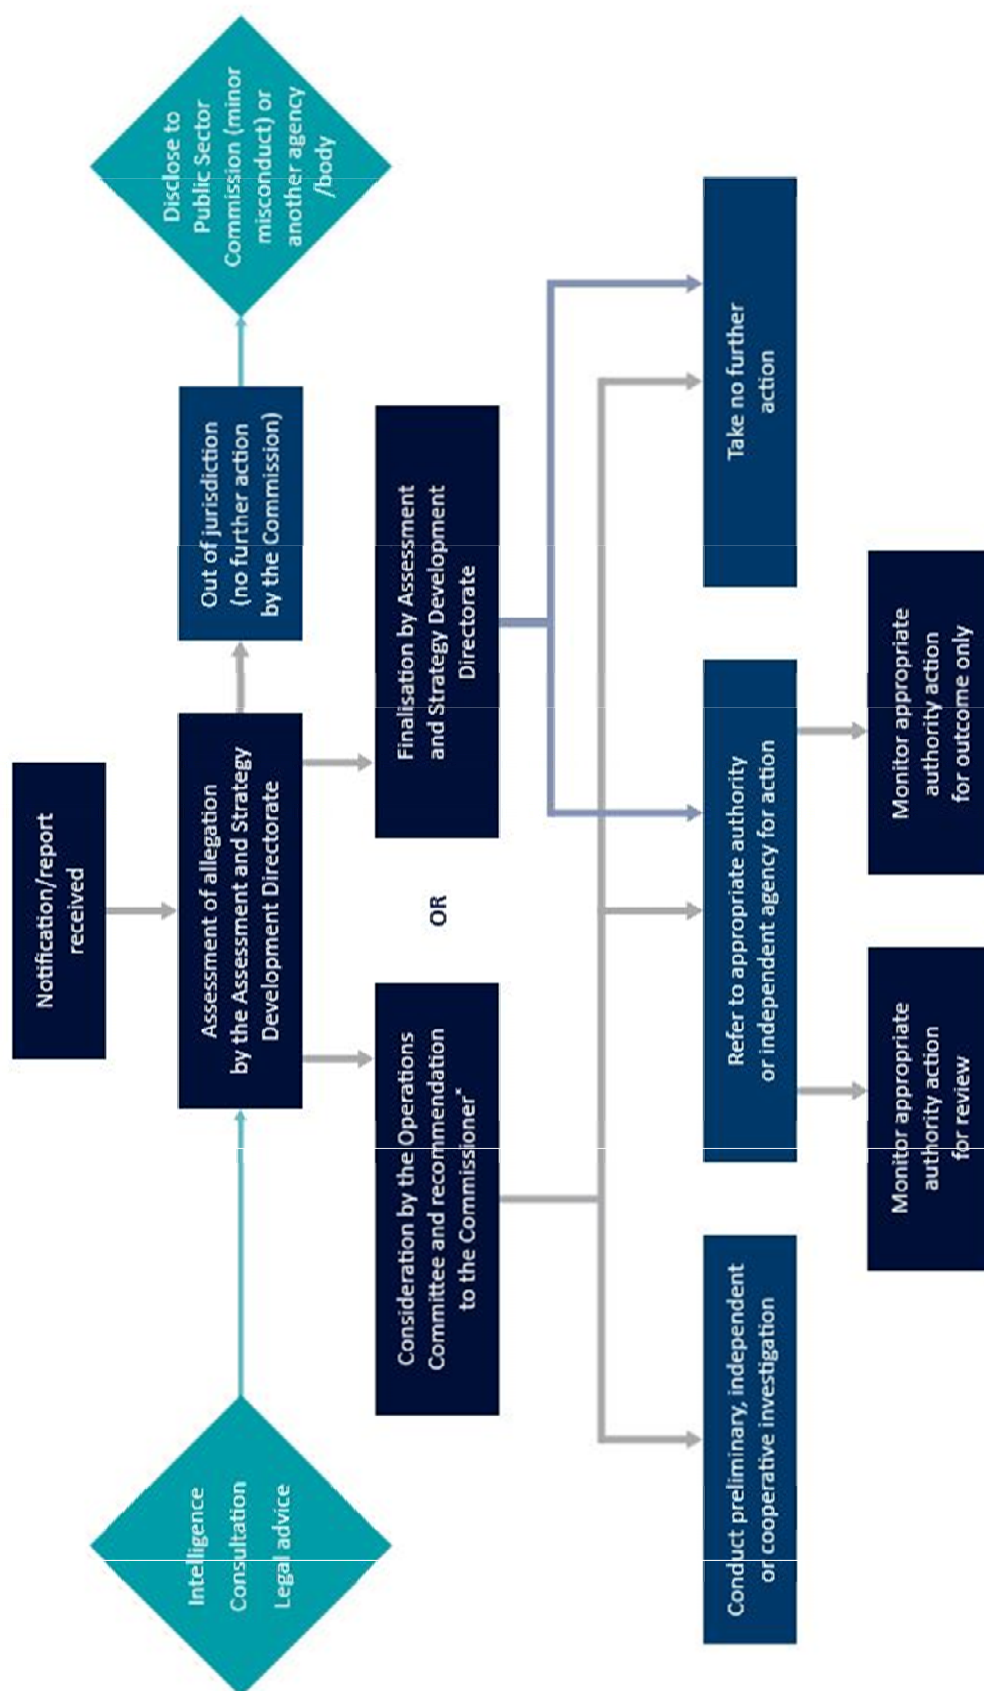 Notification/report
received
Intelligence
Consultation
Legal advice
Assessment of allegation
by the Assessment and Strategy
Development Directorate
Out of jurisdiction
(no further action
by the Commission)
Disclose to
Public Sector
Commission (minor
misconduct) or
another agency
/body
Consideration by the Operations
Committee and recommendation
to the Commissioner*
OR
Finalisation by Assessment
and Strategy Development
Directorate
Conduct preliminary, independent
or cooperative investigation
Refer to appropriate authority
or independent agency for action
Take no further
action
Monitor appropriate
authority action
for review
Monitor appropriate
authority action
for outcome only